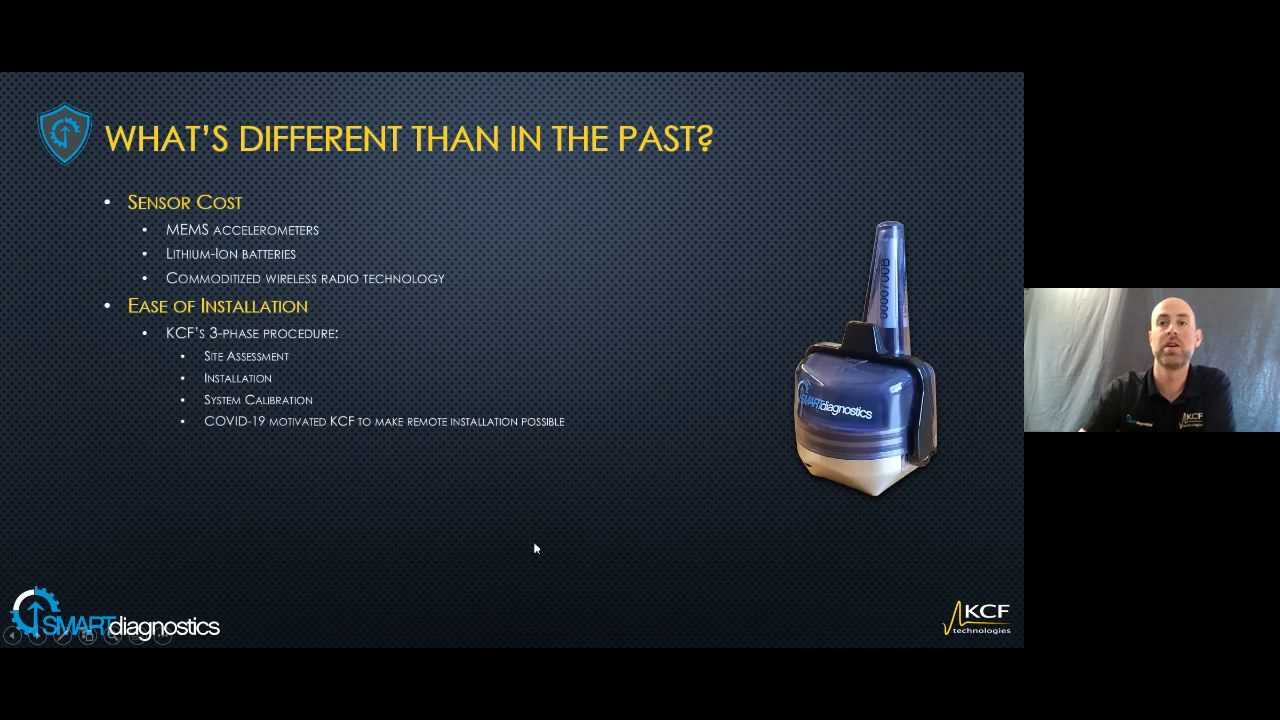 WHAT'S DIFFERENT THAN IN THE PAST?
• SENSOR COST
• MEMS ACCELEROMETERS
• LITHIUM-ION BATTERIES
• COMMODITIZED WIRELESS RADIO TECHNOLOGY
• EASE OF INSTALLATION
• KCF'S 3-PHASE PROCEDURE:
• SITE ASSESSMENT
• INSTALLATION
• SYSTEM CALIBRATION
• COVID-19 MOTIVATED KCF TO MAKE REMOTE INSTALLATION POSSIBLE
SMARTdiagnostics
SMARTdiagnostics
KCF
technologies
KCF